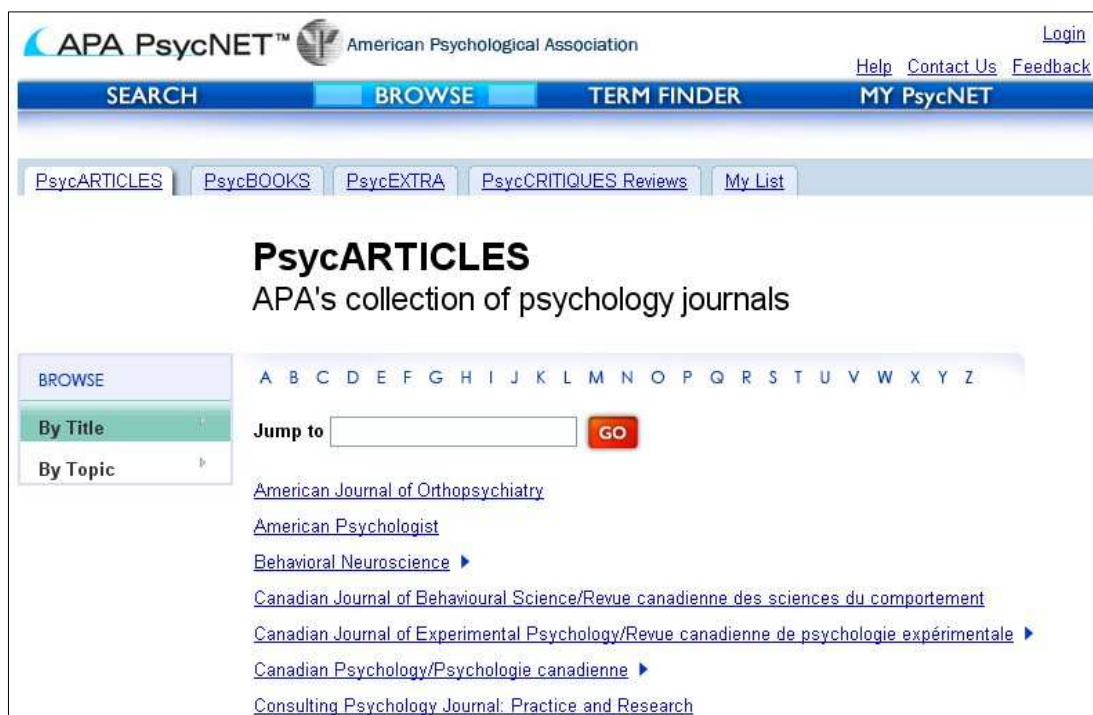 APA PsycNET™ American Psychological Association
Login
Help Contact Us Feedback
SEARCH BROWSE TERM FINDER MY PsycNET
PsycARTICLES PsycBOOKS PsycEXTRA PsycCRITIQUES Reviews My List
PsycARTICLES
APA's collection of psychology journals
BROWSE
By Title
By Topic
A B C D E F G H I J K L M N O P Q R S T U V W X Y Z
Jump to GO
American Journal of Orthopsychiatry
American Psychologist
Behavioral Neuroscience
Canadian Journal of Behavioural Science/Revue canadienne des sciences du comportement
Canadian Journal of Experimental Psychology/Revue canadienne de psychologie expérimentale
Canadian Psychology/Psychologie canadienne
Consulting Psychology Journal: Practice and Research